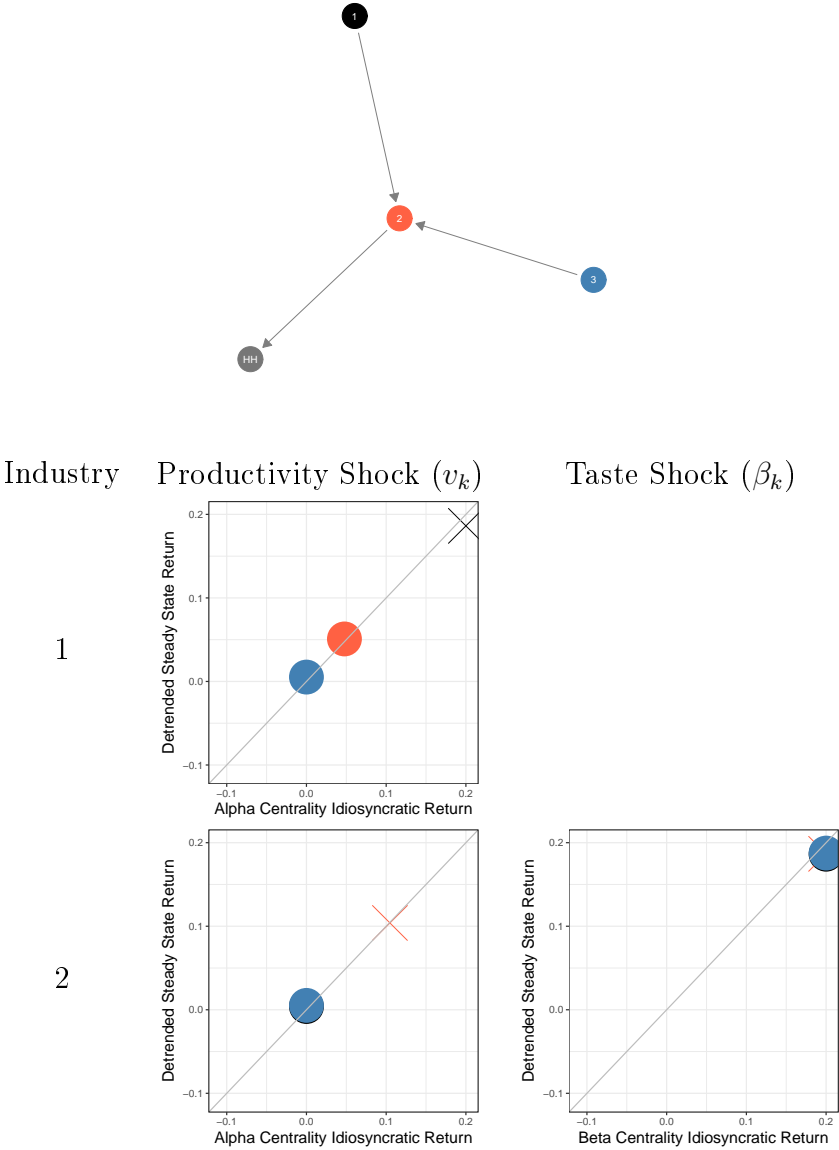 1
2
3
HH
Industry Productivity Shock (v_k) Taste Shock (β_k)
1
Detrended Steady State Return
0.2
0.1
0.0
−0.1
−0.1 0.0 0.1 0.2
Alpha Centrality Idiosyncratic Return
2
Detrended Steady State Return
0.2
0.1
0.0
−0.1
−0.1 0.0 0.1 0.2
Alpha Centrality Idiosyncratic Return
Detrended Steady State Return
0.2
0.1
0.0
−0.1
−0.1 0.0 0.1 0.2
Beta Centrality Idiosyncratic Return